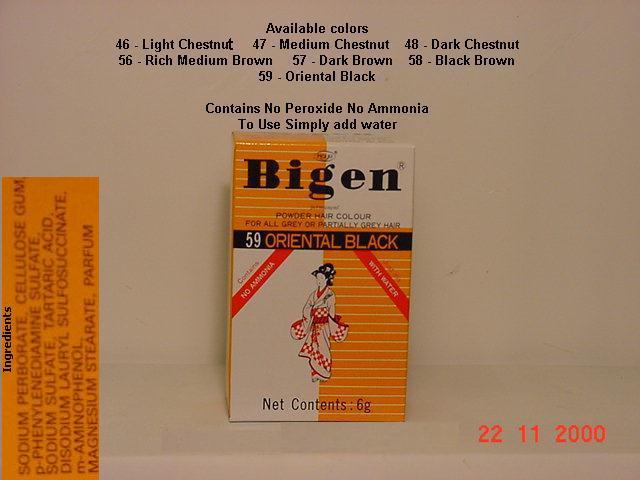 Available colors
46 - Light Chestnut 47 - Medium Chestnut 48 - Dark Chestnut
56 - Rich Medium Brown 57 - Dark Brown 58 - Black Brown
59 - Oriental Black
Contains No Peroxide No Ammonia
To Use Simply add water
Bigen®
POWDER HAIR COLOUR
FOR ALL GREY OR PARTIALLY GREY HAIR
59 ORIENTAL BLACK
Contains
NO AMMONIA
WITH WATER
Net Contents: 6g
22 11 2000
Ingredients
SODIUM PERBORATE, CELLULOSE GUM,
p-PHENYLENEDIAMINE SULFATE,
SODIUM SULFATE, TARTARIC ACID,
DISODIUM LAURYL SULFOSUCCINATE,
m-AMINOPHENOL,
MAGNESIUM STEARATE, PARFUM